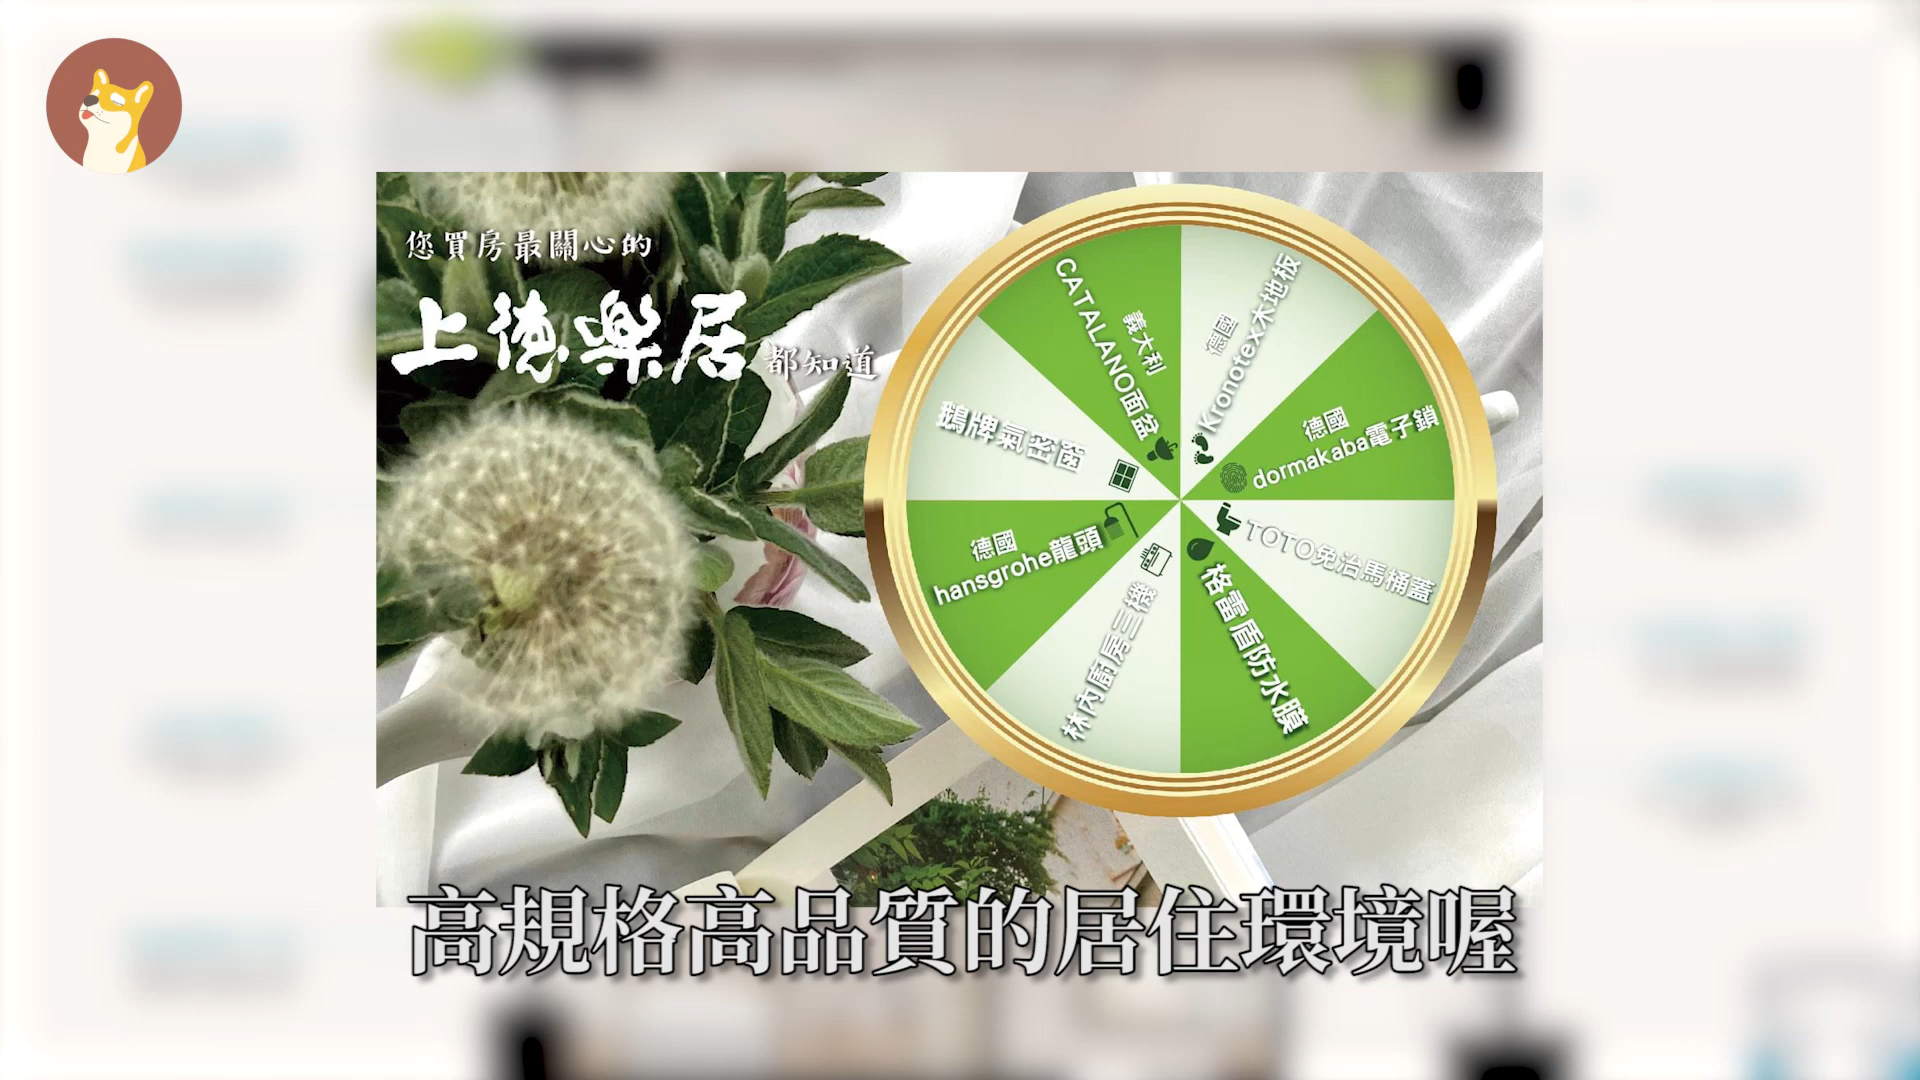 您買房最關心的
上德樂居 都知道
義大利
CATALANO面盆
德國
Kronotex木地板
德國
dormakaba電子鎖
TOTO免治馬桶蓋
格雷盾防水膜
林內廚房三機
德國
hansgrohe龍頭
鵝牌氣密窗
高規格高品質的居住環境喔